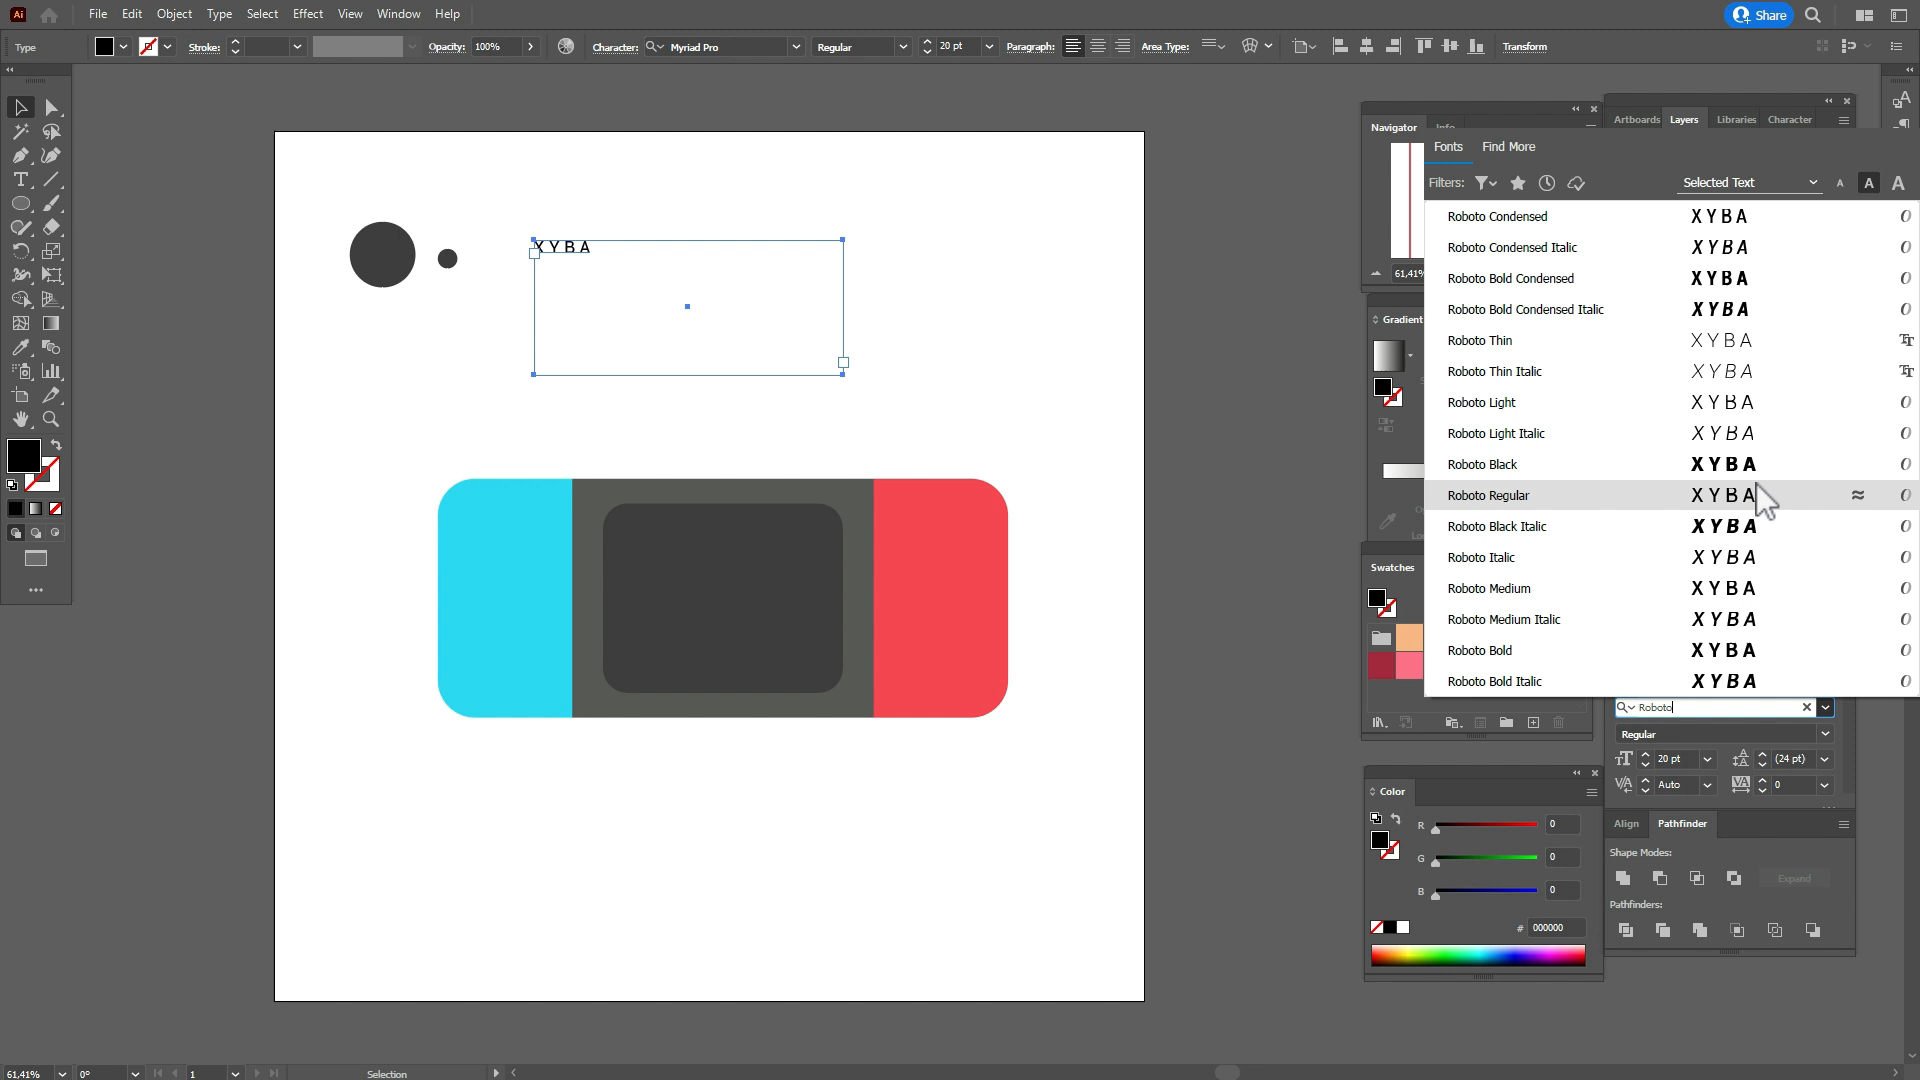 Ai File Edit Object Type Select Effect View Window Help Share
Type Stroke: Opacity: 100% Character: Myriad Pro Regular 20 pt Paragraph: Area Type: Transform
Navigator Info Artboards Layers Libraries Character
Fonts Find More
Filters: Selected Text A A A
61,41%
Gradient
Roboto Condensed X Y B A
Roboto Condensed Italic X Y B A
Roboto Bold Condensed X Y B A
Roboto Bold Condensed Italic X Y B A
Roboto Thin X Y B A
Roboto Thin Italic X Y B A
Roboto Light X Y B A
Roboto Light Italic X Y B A
Roboto Black X Y B A
Roboto Regular X Y B A
Roboto Black Italic X Y B A
Roboto Italic X Y B A
Roboto Medium X Y B A
Roboto Medium Italic X Y B A
Roboto Bold X Y B A
Roboto Bold Italic X Y B A
X Y B A
Swatches
Roboto
Regular
20 pt (24 pt)
Auto 0
Color
R 0
G 0
B 0
# 000000
Align Pathfinder
Shape Modes:
Expand
Pathfinders:
61,41% 0° 1 Selection